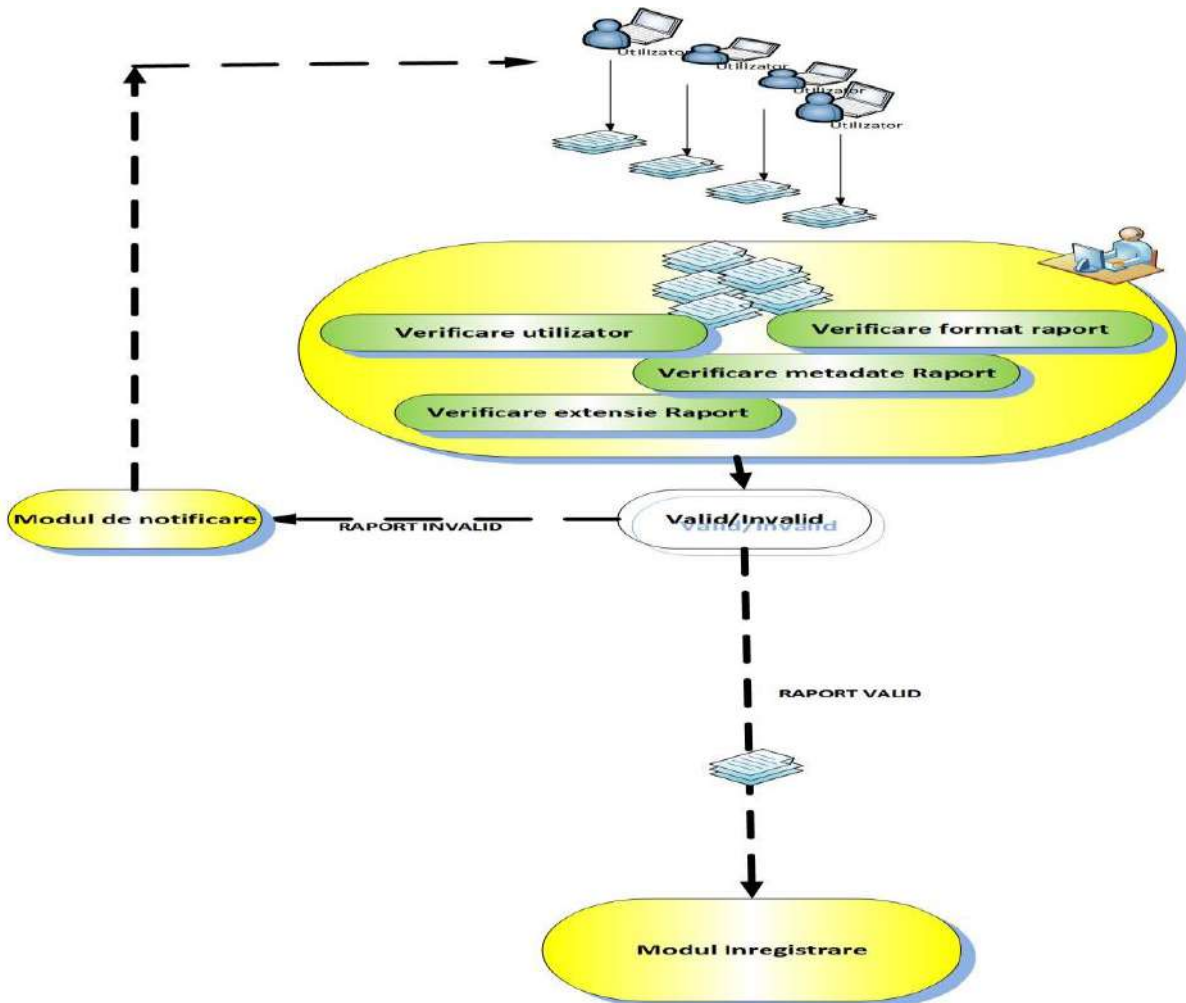 Utilizator
Utilizator
Utilizator
Utilizator
Verificare utilizator
Verificare format raport
Verificare metadate Raport
Verificare extensie Raport
Modul de notificare
RAPORT INVALID
Valid/Invalid
RAPORT VALID
Modul Inregistrare